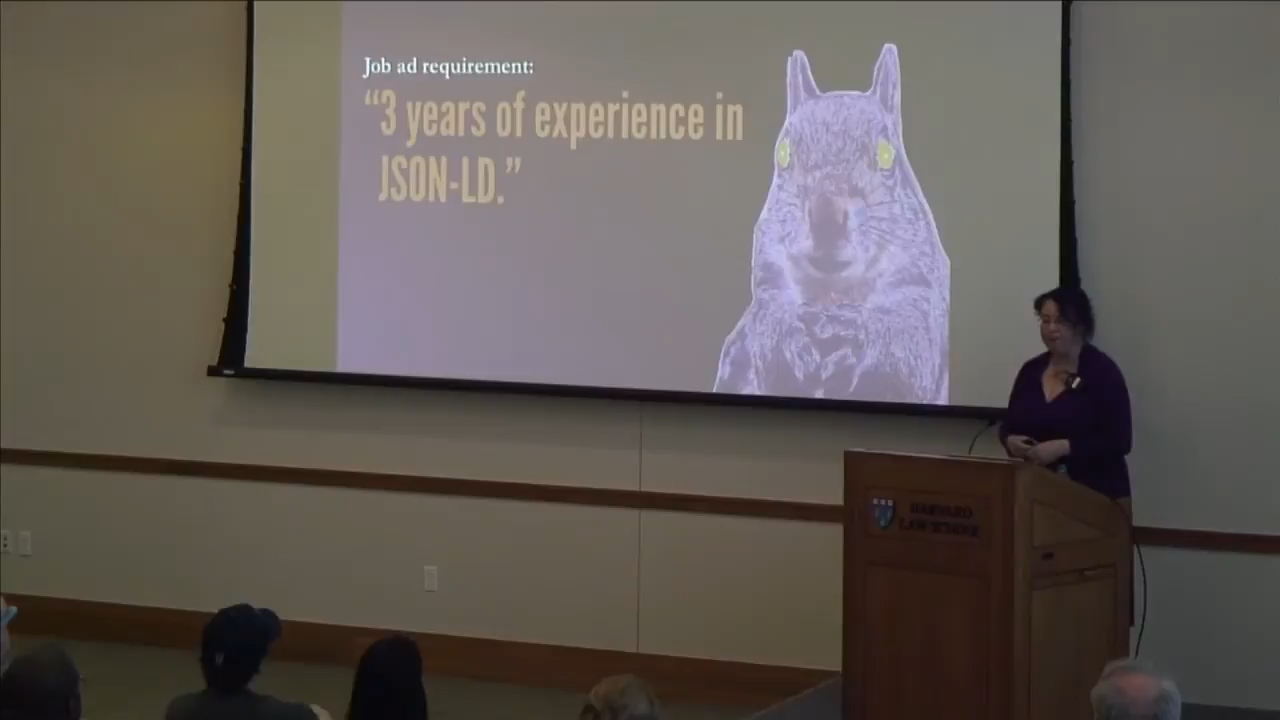 Job ad requirement:
“3 years of experience in
JSON-LD.”
HARVARD
LAW SCHOOL